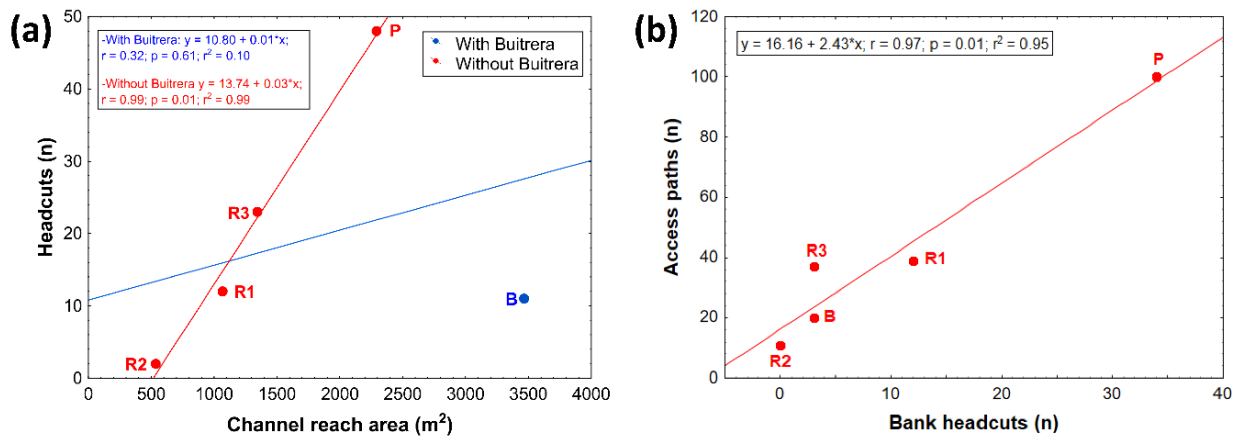 (a)
-With Buitrera: y = 10.80 + 0.01*x;
r = 0.32; p = 0.61; r² = 0.10
-Without Buitrera y = 13.74 + 0.03*x;
r = 0.99; p = 0.01; r² = 0.99
With Buitrera
Without Buitrera
P
R3
R1
R2
B
50
40
30
20
10
0
Headcuts (n)
0 500 1000 1500 2000 2500 3000 3500 4000
Channel reach area (m²)
(b)
y = 16.16 + 2.43*x; r = 0.97; p = 0.01; r² = 0.95
P
R3
R1
B
R2
120
100
80
60
40
20
0
Access paths (n)
0 10 20 30 40
Bank headcuts (n)